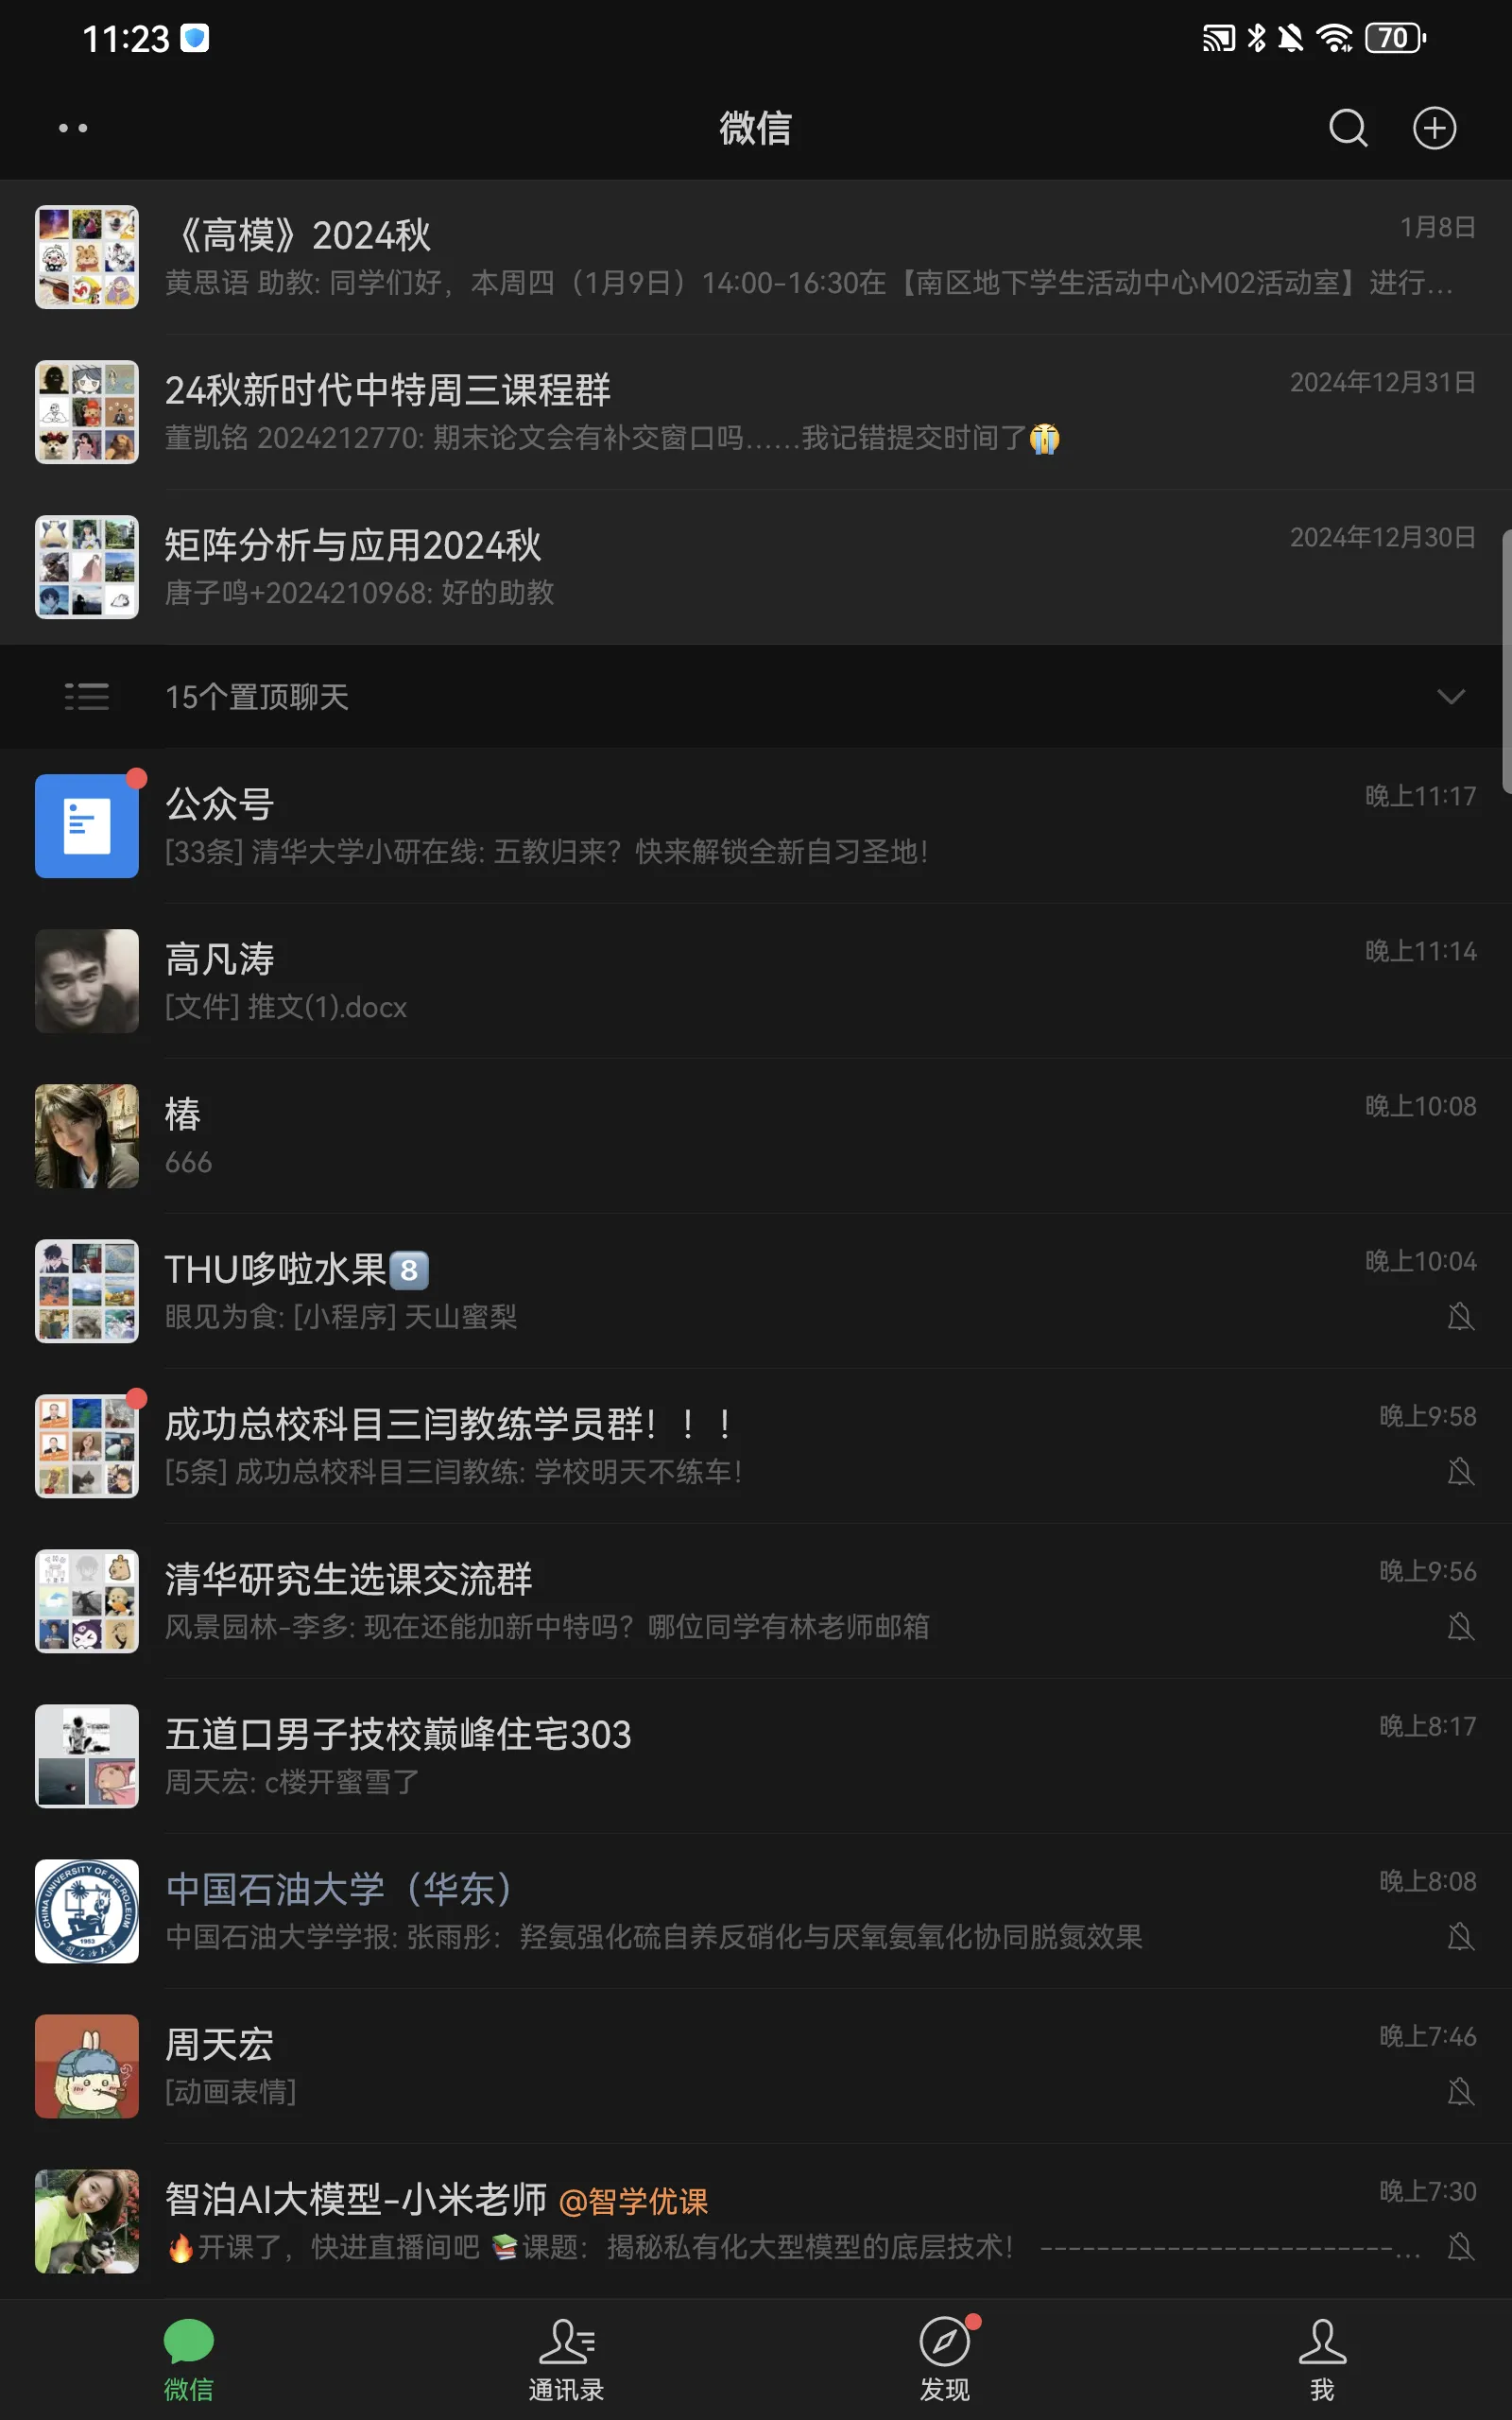 11:23
70
微信
《高模》2024秋
1月8日
黄思语 助教: 同学们好，本周四（1月9日）14:00-16:30在【南区地下学生活动中心M02活动室】进行...
24秋新时代中特周三课程群
2024年12月31日
董凯铭 2024212770: 期末论文会有补交窗口吗……我记错提交时间了😭
矩阵分析与应用2024秋
2024年12月30日
唐子鸣+2024210968: 好的助教
15个置顶聊天
公众号
晚上11:17
[33条] 清华大学小研在线: 五教归来？快来解锁全新自习圣地！
高凡涛
晚上11:14
[文件] 推文(1).docx
椿
晚上10:08
666
THU哆啦水果8️⃣
晚上10:04
眼见为食: [小程序] 天山蜜梨
成功总校科目三闫教练学员群！！！
晚上9:58
[5条] 成功总校科目三闫教练: 学校明天不练车！
清华研究生选课交流群
晚上9:56
风景园林-李多: 现在还能加新中特吗？哪位同学有林老师邮箱
五道口男子技校巅峰住宅303
晚上8:17
周天宏: c楼开蜜雪了
中国石油大学（华东）
晚上8:08
中国石油大学学报: 张雨彤：羟氨强化硫自养反硝化与厌氧氨氧化协同脱氮效果
周天宏
晚上7:46
[动画表情]
智泊AI大模型-小米老师 @智学优课
晚上7:30
🔥开课了，快进直播间吧 📚课题：揭秘私有化大型模型的底层技术！ -------------------------...
微信
通讯录
发现
我